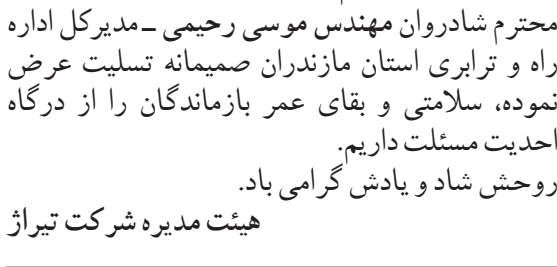 محترم شادروان مهندس موسی رحیمی ــ مدیرکل اداره
راه و ترابری استان مازندران صمیمانه تسلیت عرض
نموده، سلامتی و بقای عمر بازماندگان را از درگاه
احدیت مسئلت داریم.
روحش شاد و یادش گرامی باد.
هیئت مدیره شرکت تیراژ